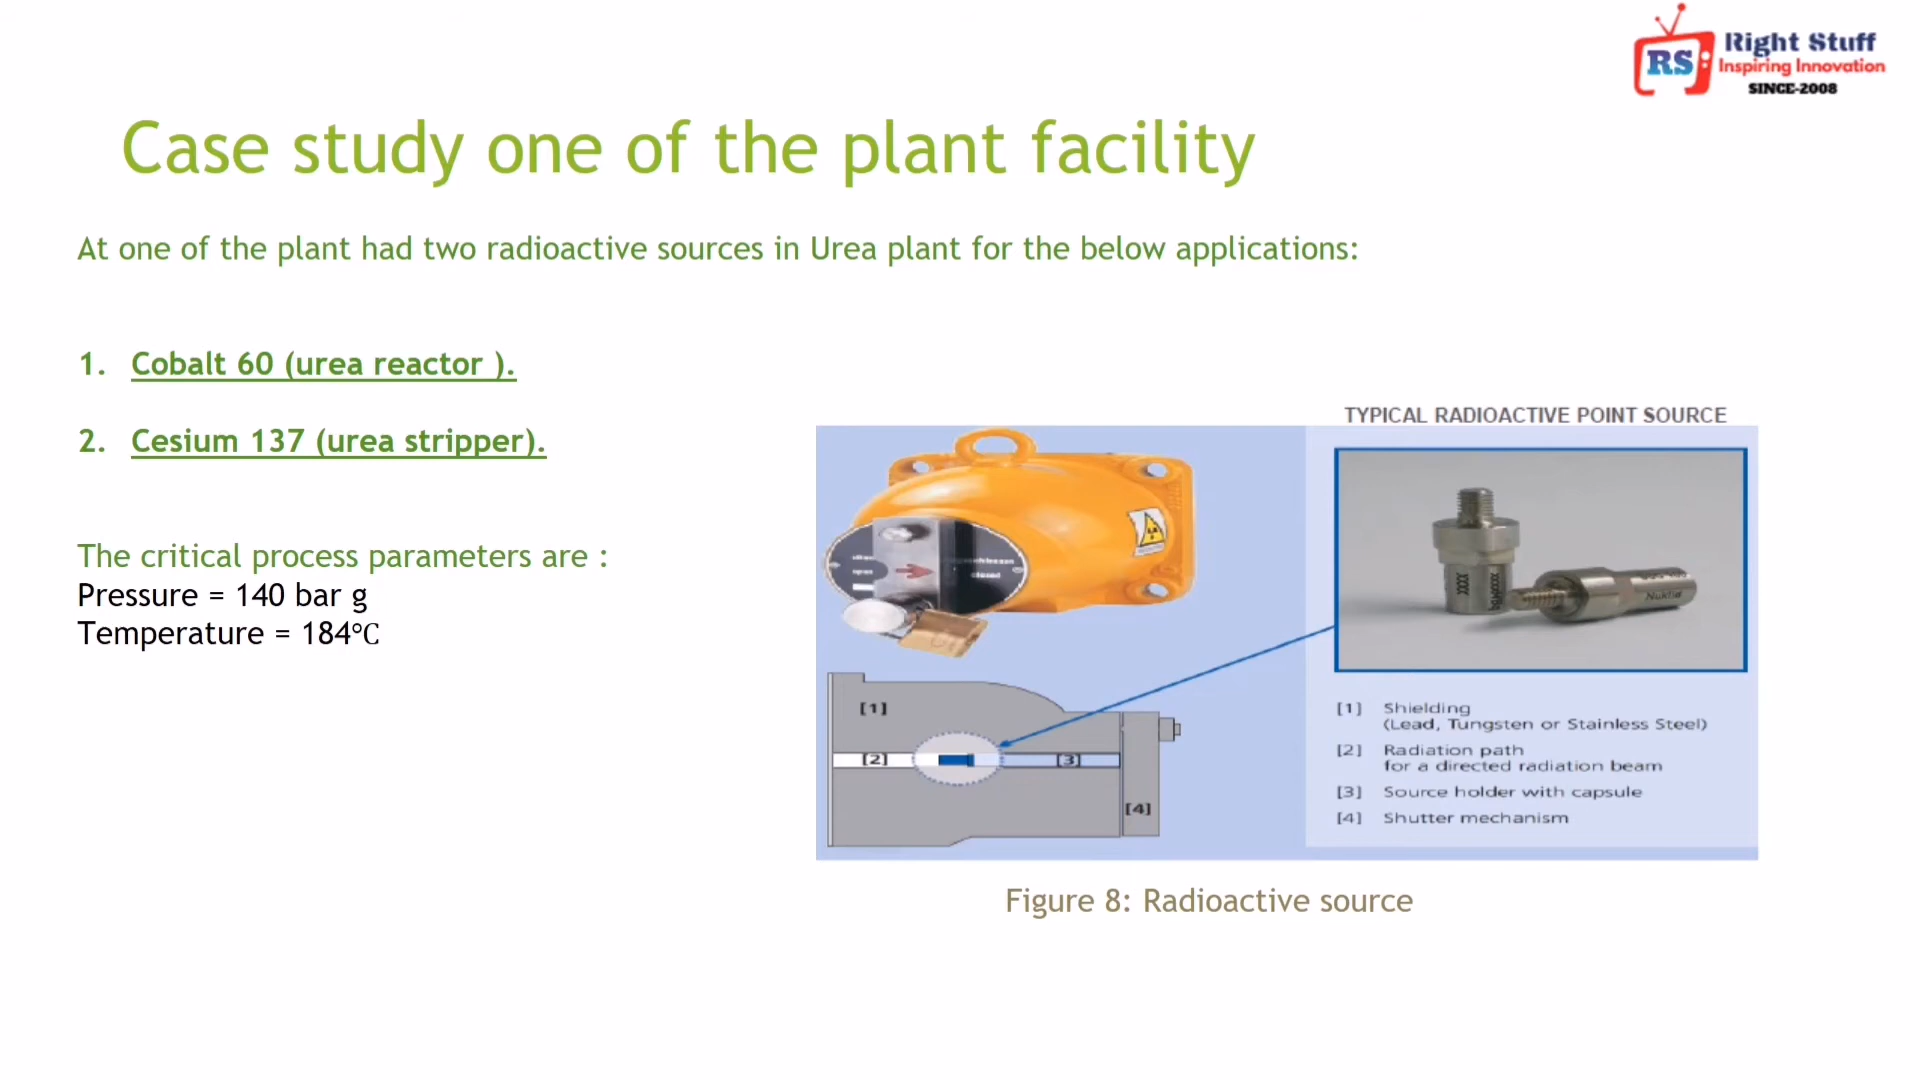 RS
Right Stuff
Inspiring Innovation
SINCE-2008
Case study one of the plant facility
At one of the plant had two radioactive sources in Urea plant for the below applications:
1. Cobalt 60 (urea reactor ).
2. Cesium 137 (urea stripper).
The critical process parameters are :
Pressure = 140 bar g
Temperature = 184°C
TYPICAL RADIOACTIVE POINT SOURCE
closed
[1]
[2]
[3]
[4]
[1] Shielding
(Lead, Tungsten or Stainless Steel)
[2] Radiation path
for a directed radiation beam
[3] Source holder with capsule
[4] Shutter mechanism
Figure 8: Radioactive source